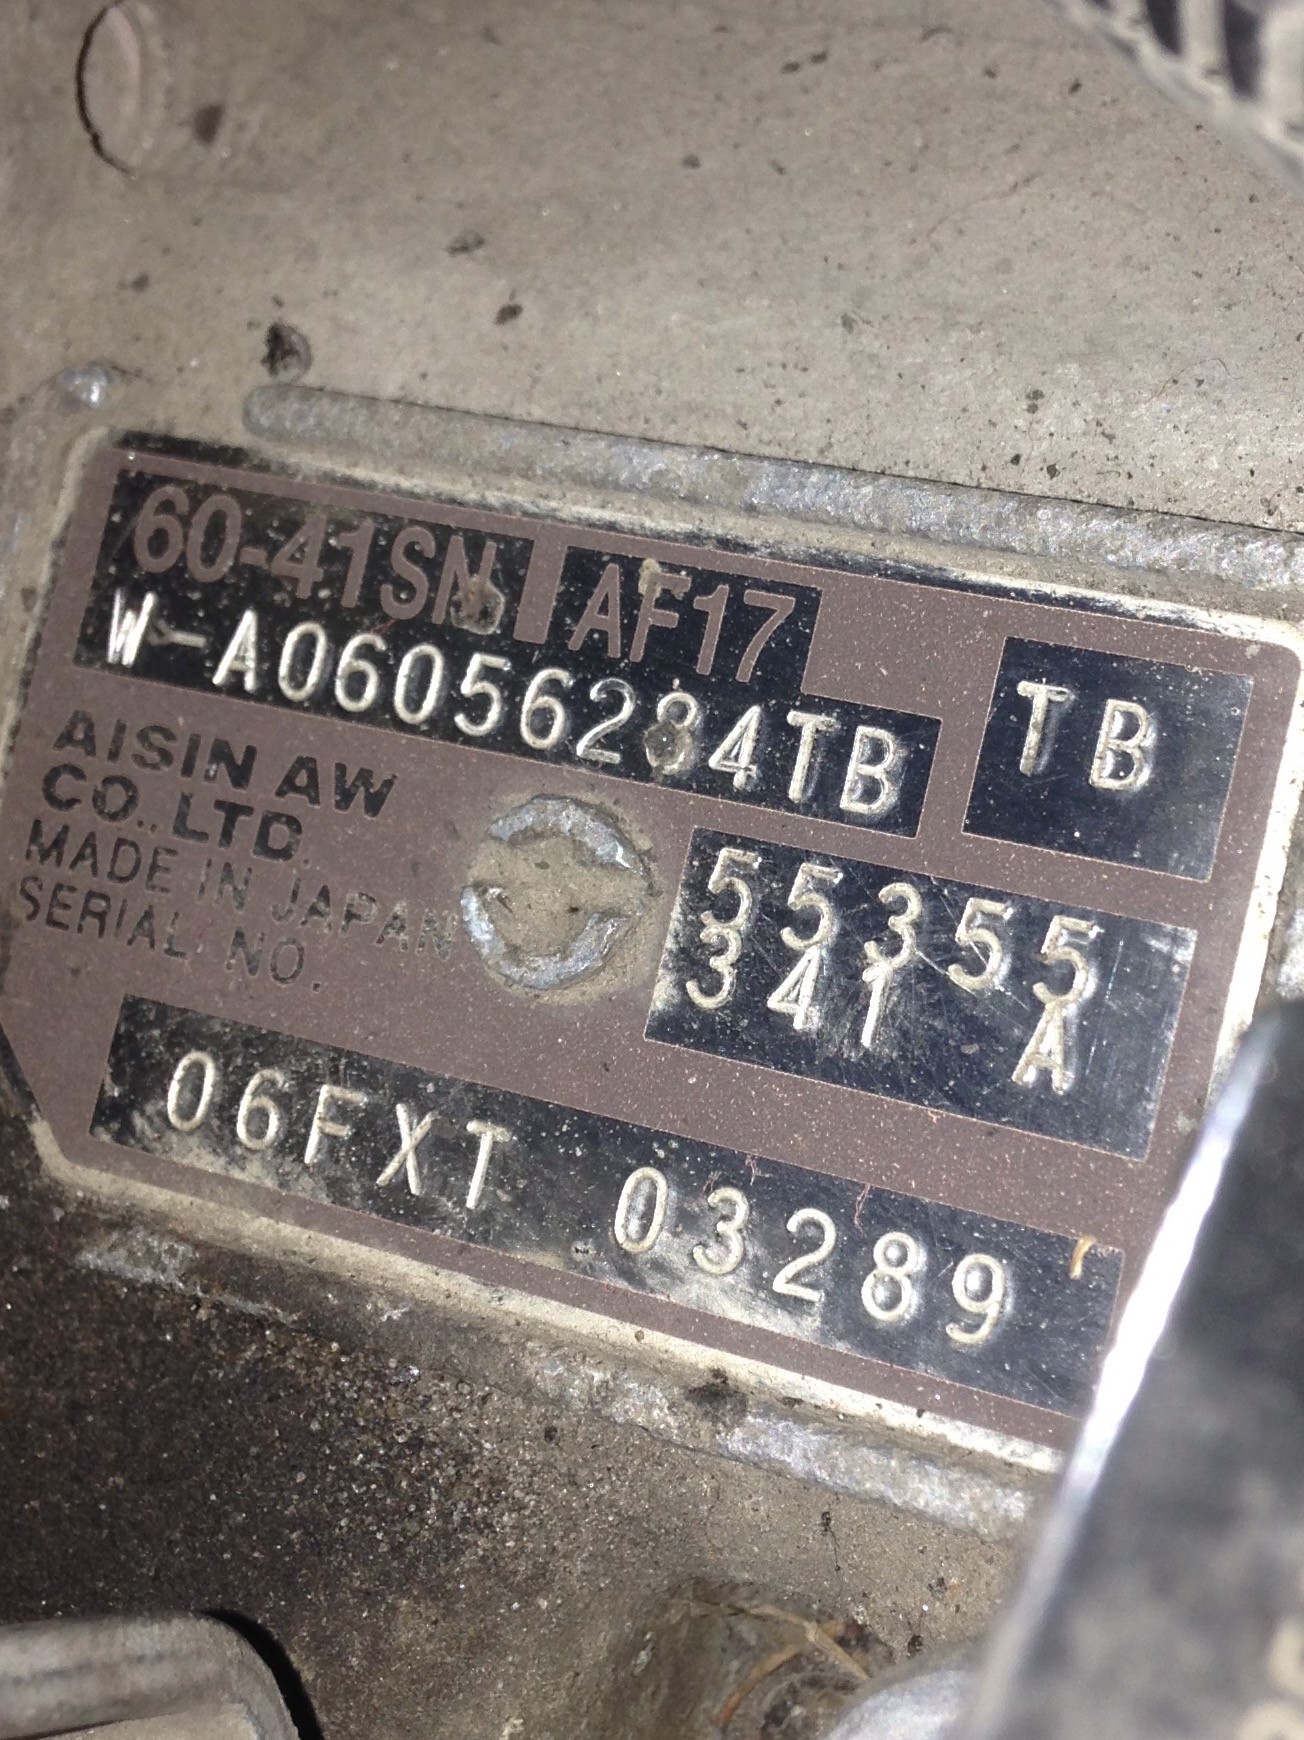 60-41SN AF17
W-A06056284TB
TB
AISIN AW
CO., LTD.
MADE IN JAPAN
SERIAL NO.
55355
341 A
06FXT 03289